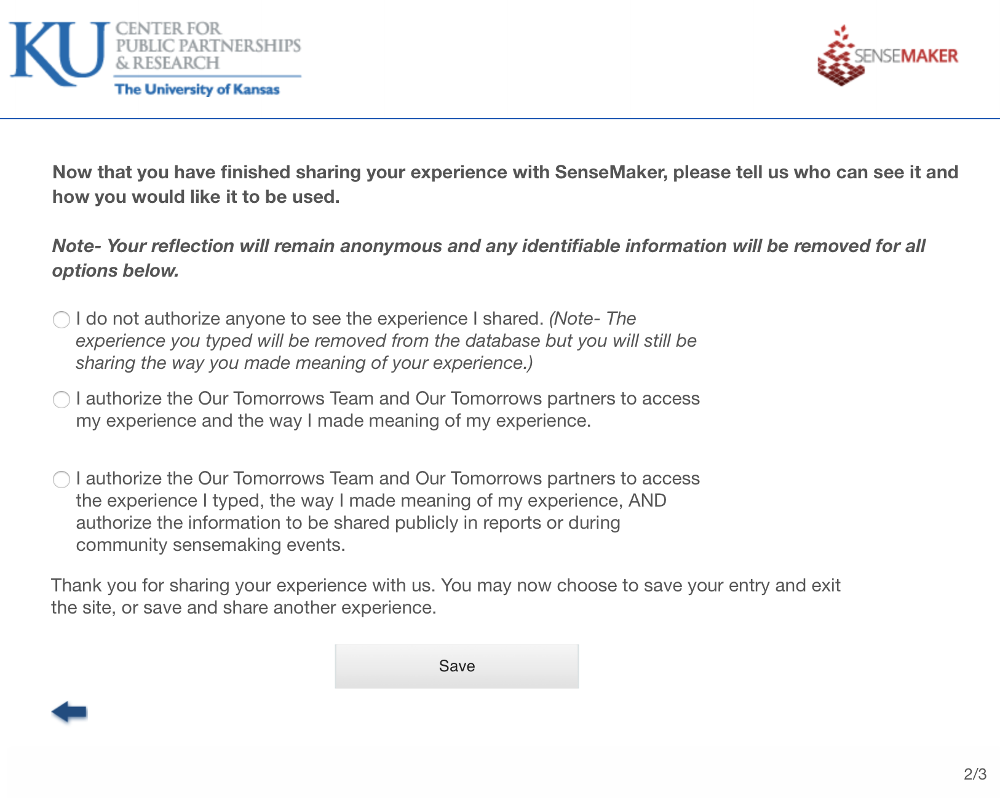 KU CENTER FOR
PUBLIC PARTNERSHIPS
& RESEARCH
The University of Kansas
SENSEMAKER
Now that you have finished sharing your experience with SenseMaker, please tell us who can see it and
how you would like it to be used.
Note- Your reflection will remain anonymous and any identifiable information will be removed for all
options below.
I do not authorize anyone to see the experience I shared. (Note- The
experience you typed will be removed from the database but you will still be
sharing the way you made meaning of your experience.)
I authorize the Our Tomorrows Team and Our Tomorrows partners to access
my experience and the way I made meaning of my experience.
I authorize the Our Tomorrows Team and Our Tomorrows partners to access
the experience I typed, the way I made meaning of my experience, AND
authorize the information to be shared publicly in reports or during
community sensemaking events.
Thank you for sharing your experience with us. You may now choose to save your entry and exit
the site, or save and share another experience.
Save
2/3